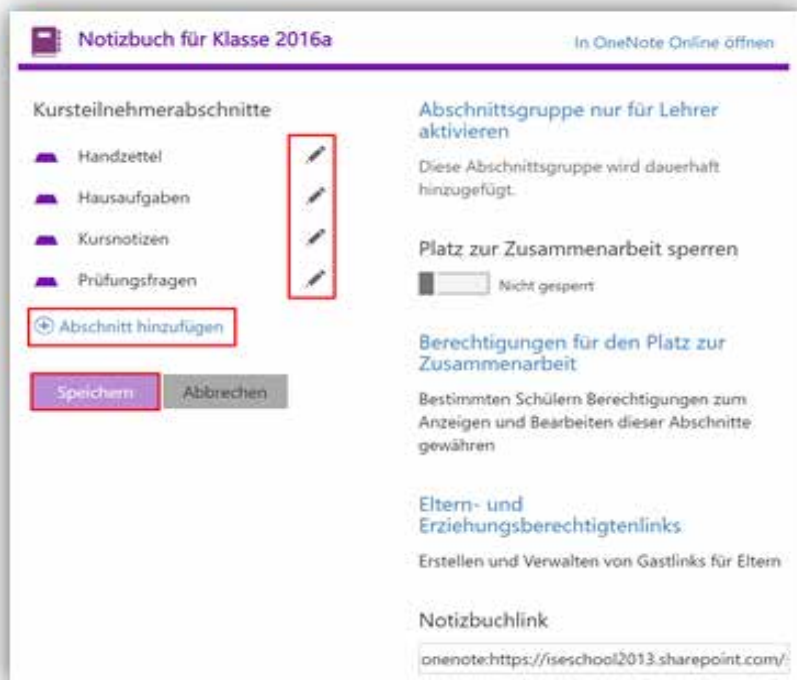 Notizbuch für Klasse 2016a
In OneNote Online öffnen
Kursteilnehmerabschnitte
Handzettel
Hausaufgaben
Kursnotizen
Prüfungsfragen
Abschnitt hinzufügen
Speichern
Abbrechen
Abschnittsgruppe nur für Lehrer
aktivieren
Diese Abschnittsgruppe wird dauerhaft
hinzugefügt.
Platz zur Zusammenarbeit sperren
Nicht gesperrt
Berechtigungen für den Platz zur
Zusammenarbeit
Bestimmten Schülern Berechtigungen zum
Anzeigen und Bearbeiten dieser Abschnitte
gewähren
Eltern- und
Erziehungsberechtigtenlinks
Erstellen und Verwalten von Gastlinks für Eltern
Notizbuchlink
onenote:https://iseschool2013.sharepoint.com/